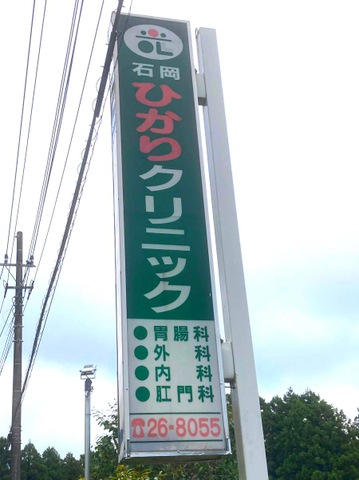 石岡
ひかりクリニック
●胃腸科
●外科
●内科
●肛門科
☎26-8055